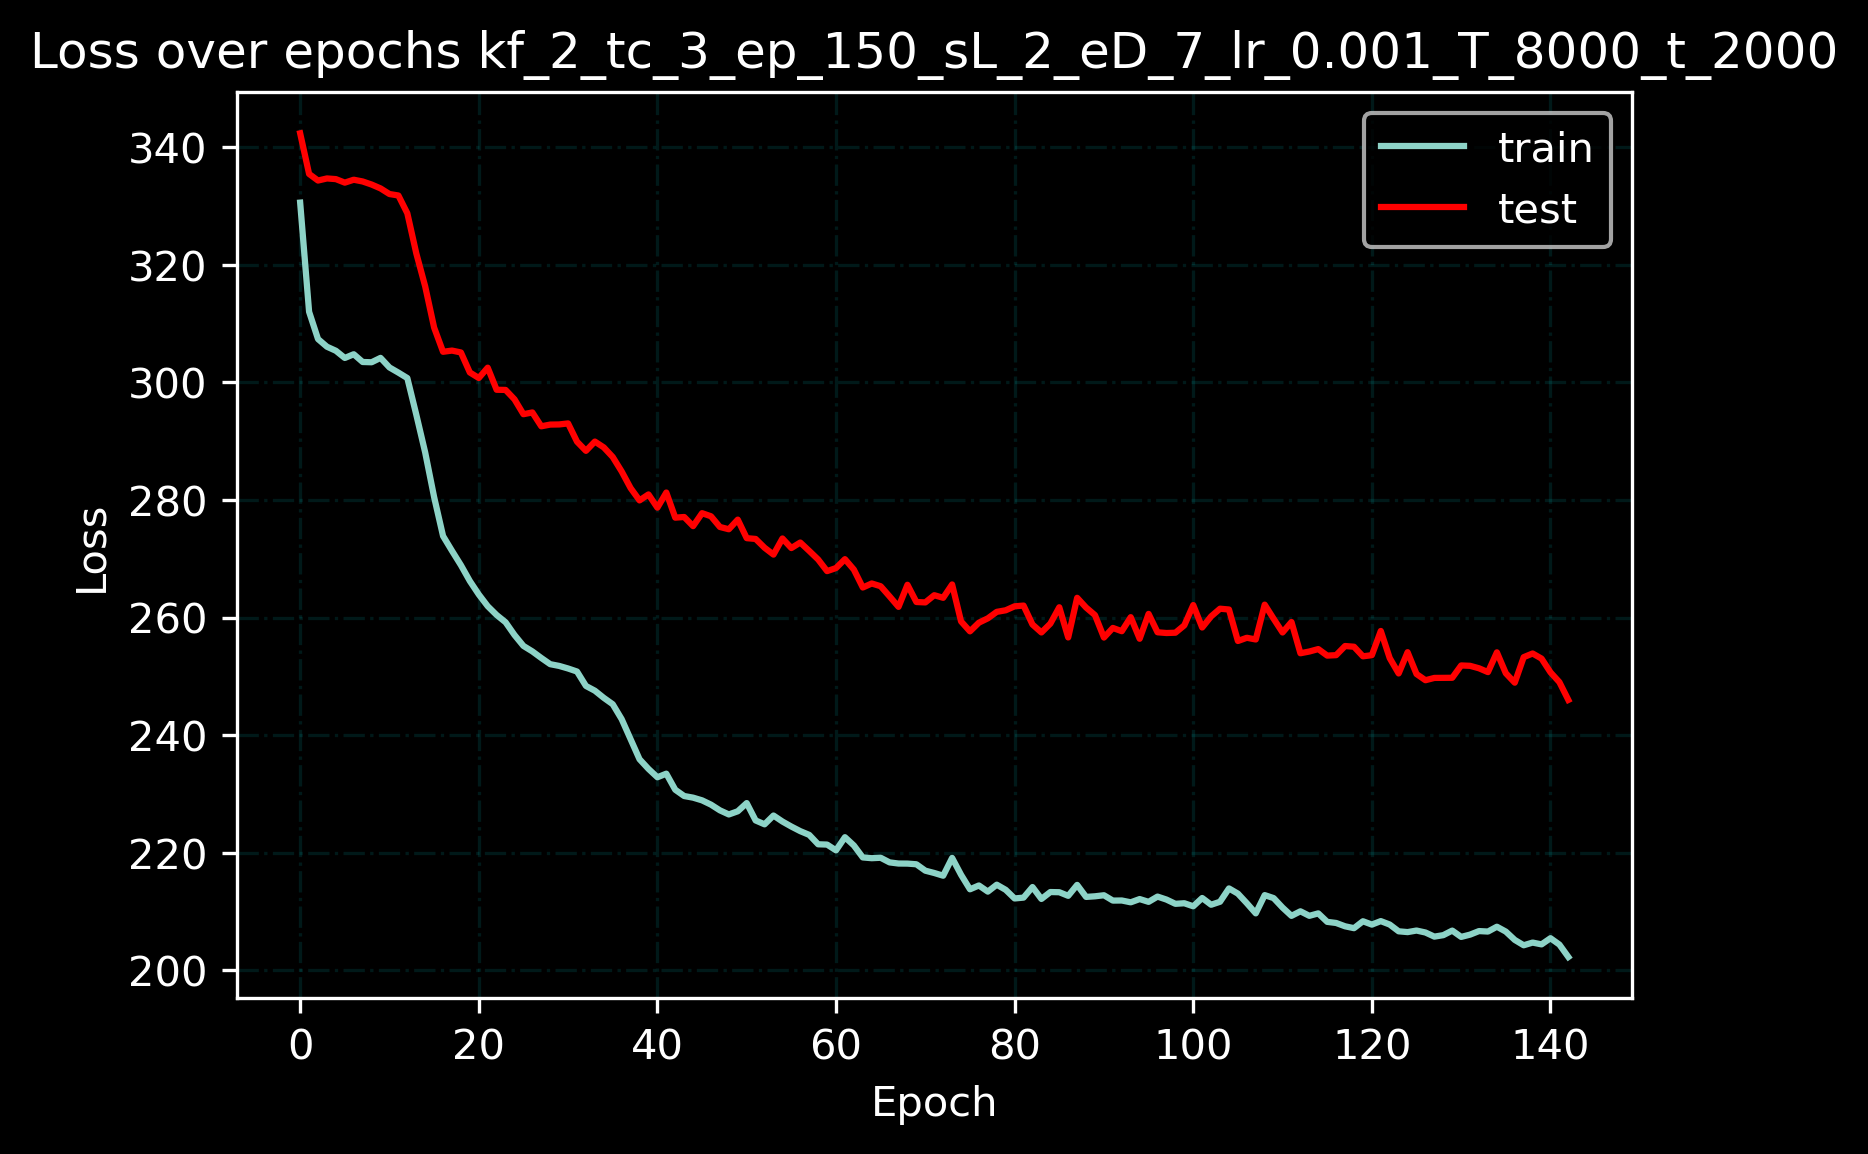 Loss over epochs kf_2_tc_3_ep_150_sL_2_eD_7_lr_0.001_T_8000_t_2000
train
test
340
320
300
280
260
240
220
200
Loss
0 20 40 60 80 100 120 140
Epoch